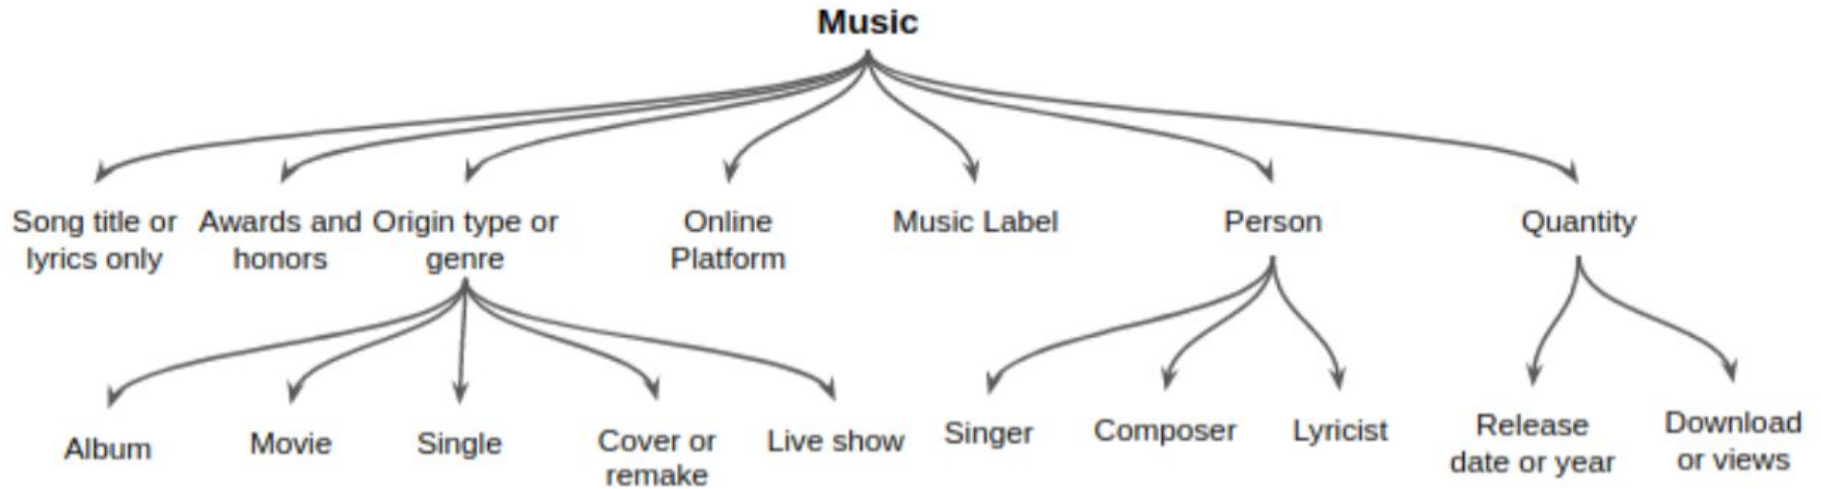 Music
Song title or
lyrics only
Awards and
honors
Origin type or
genre
Online
Platform
Music Label
Person
Quantity
Album
Movie
Single
Cover or
remake
Live show
Singer
Composer
Lyricist
Release
date or year
Download
or views